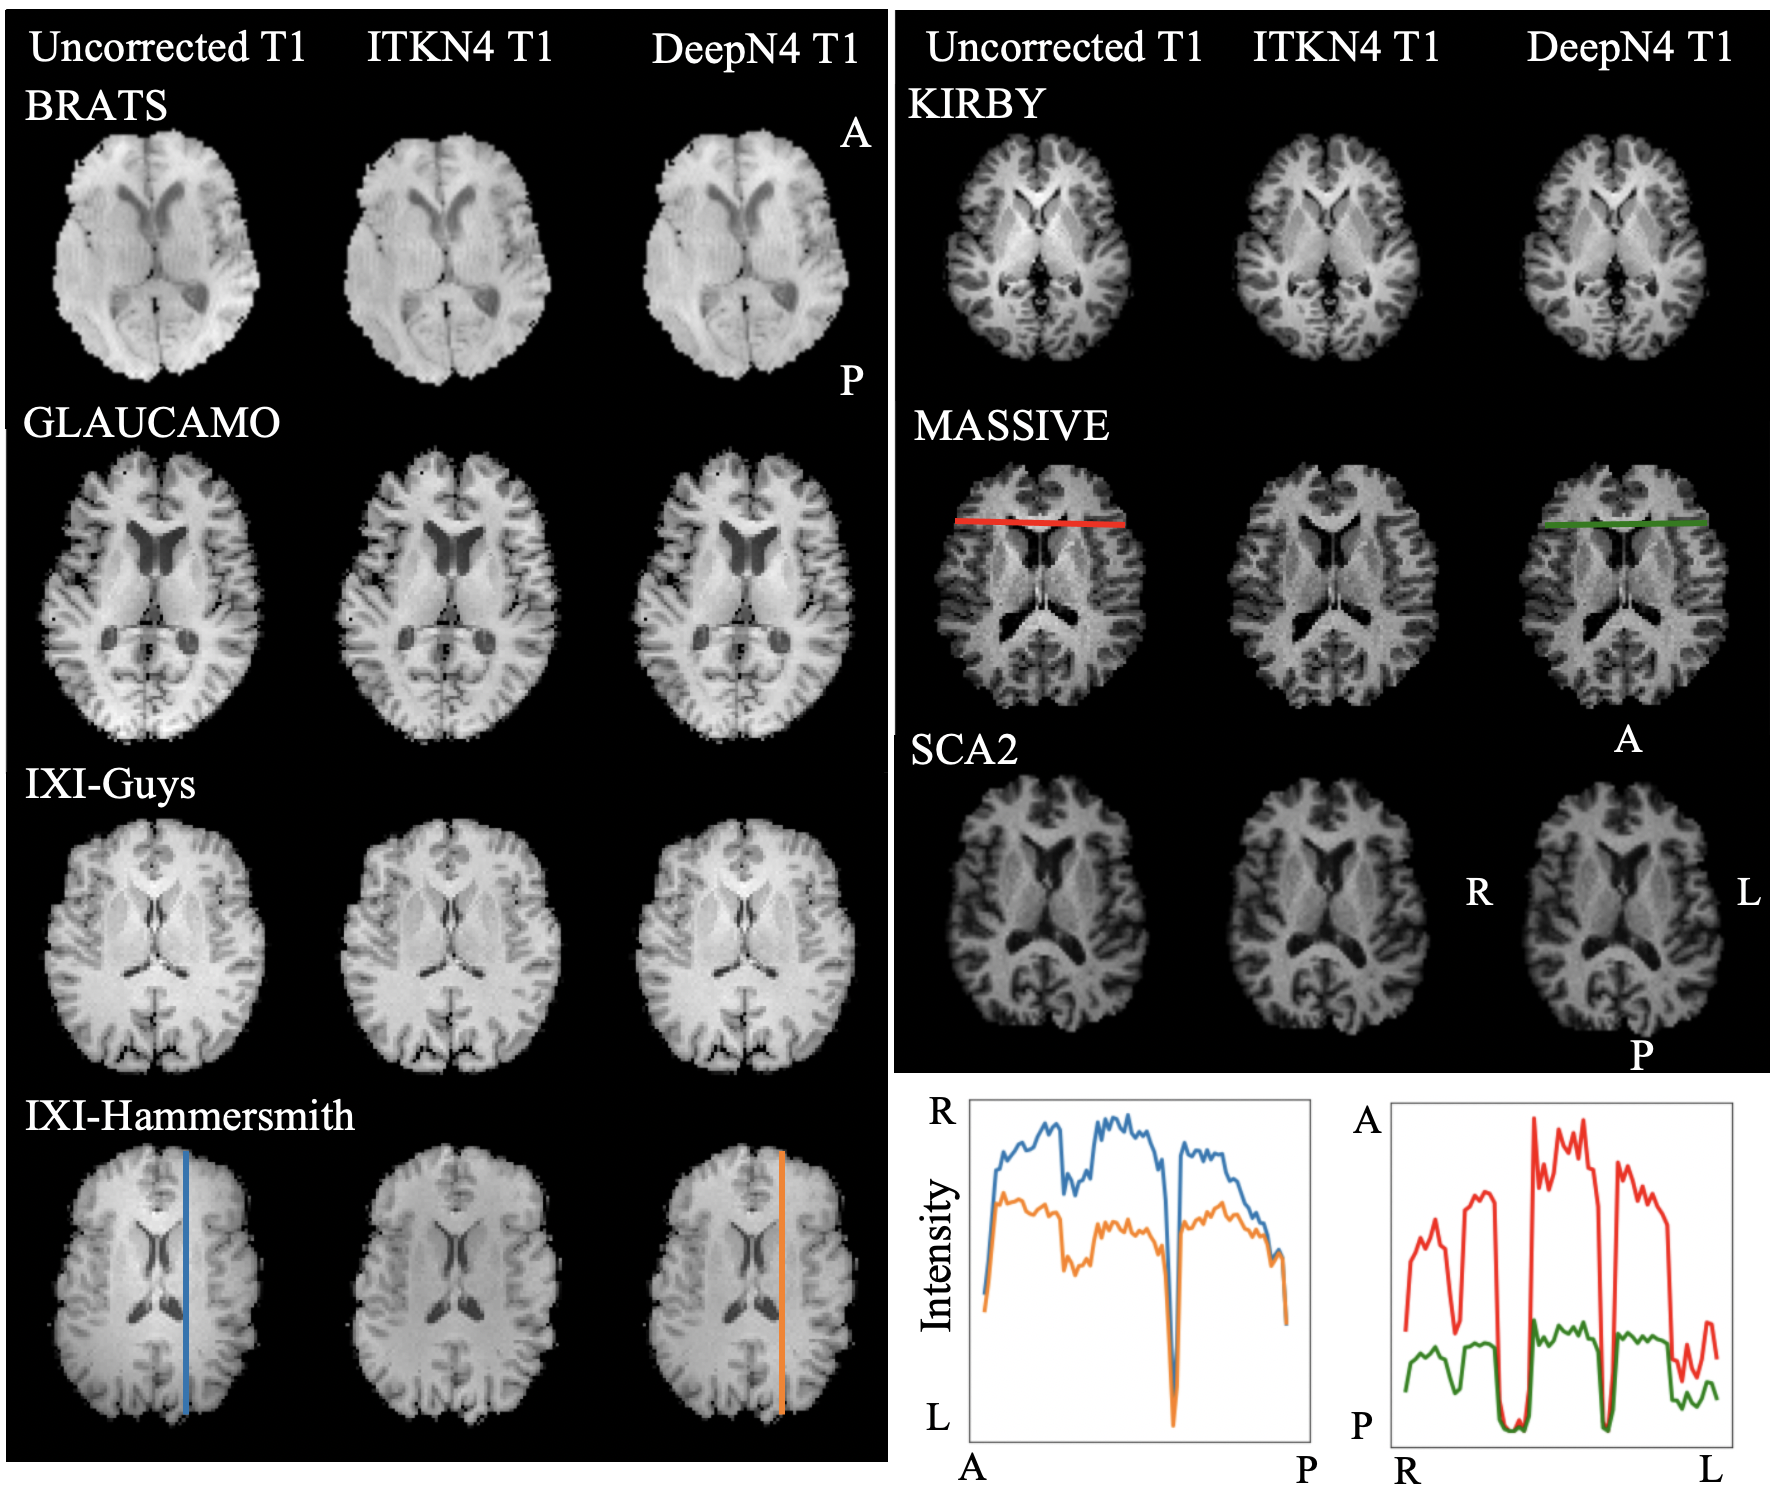 Uncorrected T1 ITKN4 T1 DeepN4 T1
BRATS
A
P
GLAUCAMO
IXI-Guys
IXI-Hammersmith
Uncorrected T1 ITKN4 T1 DeepN4 T1
KIRBY
MASSIVE
A
SCA2
R L
P
R
Intensity
L
A P
A
P
R L